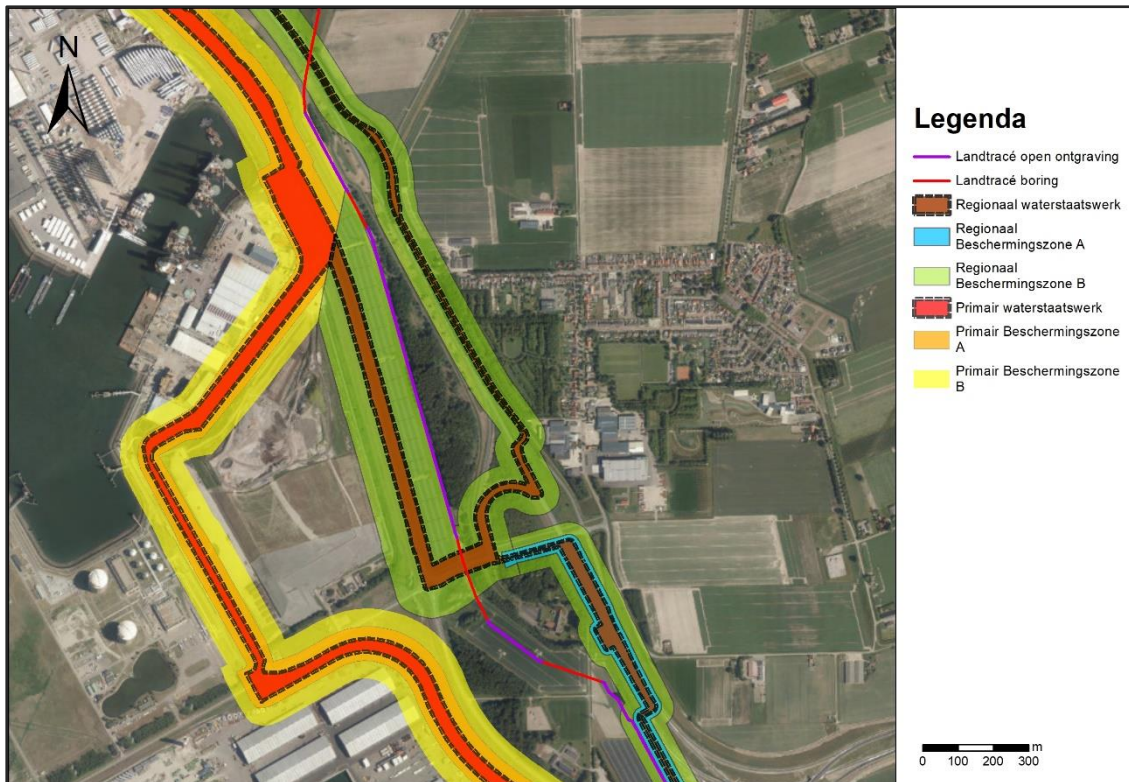 N
Legenda
Landtracé open ontgraving
Landtracé boring
Regionaal waterstaatswerk
Regionaal
Beschermingszone A
Regionaal
Beschermingszone B
Primair waterstaatswerk
Primair Beschermingszone
A
Primair Beschermingszone
B
m
0 100 200 300